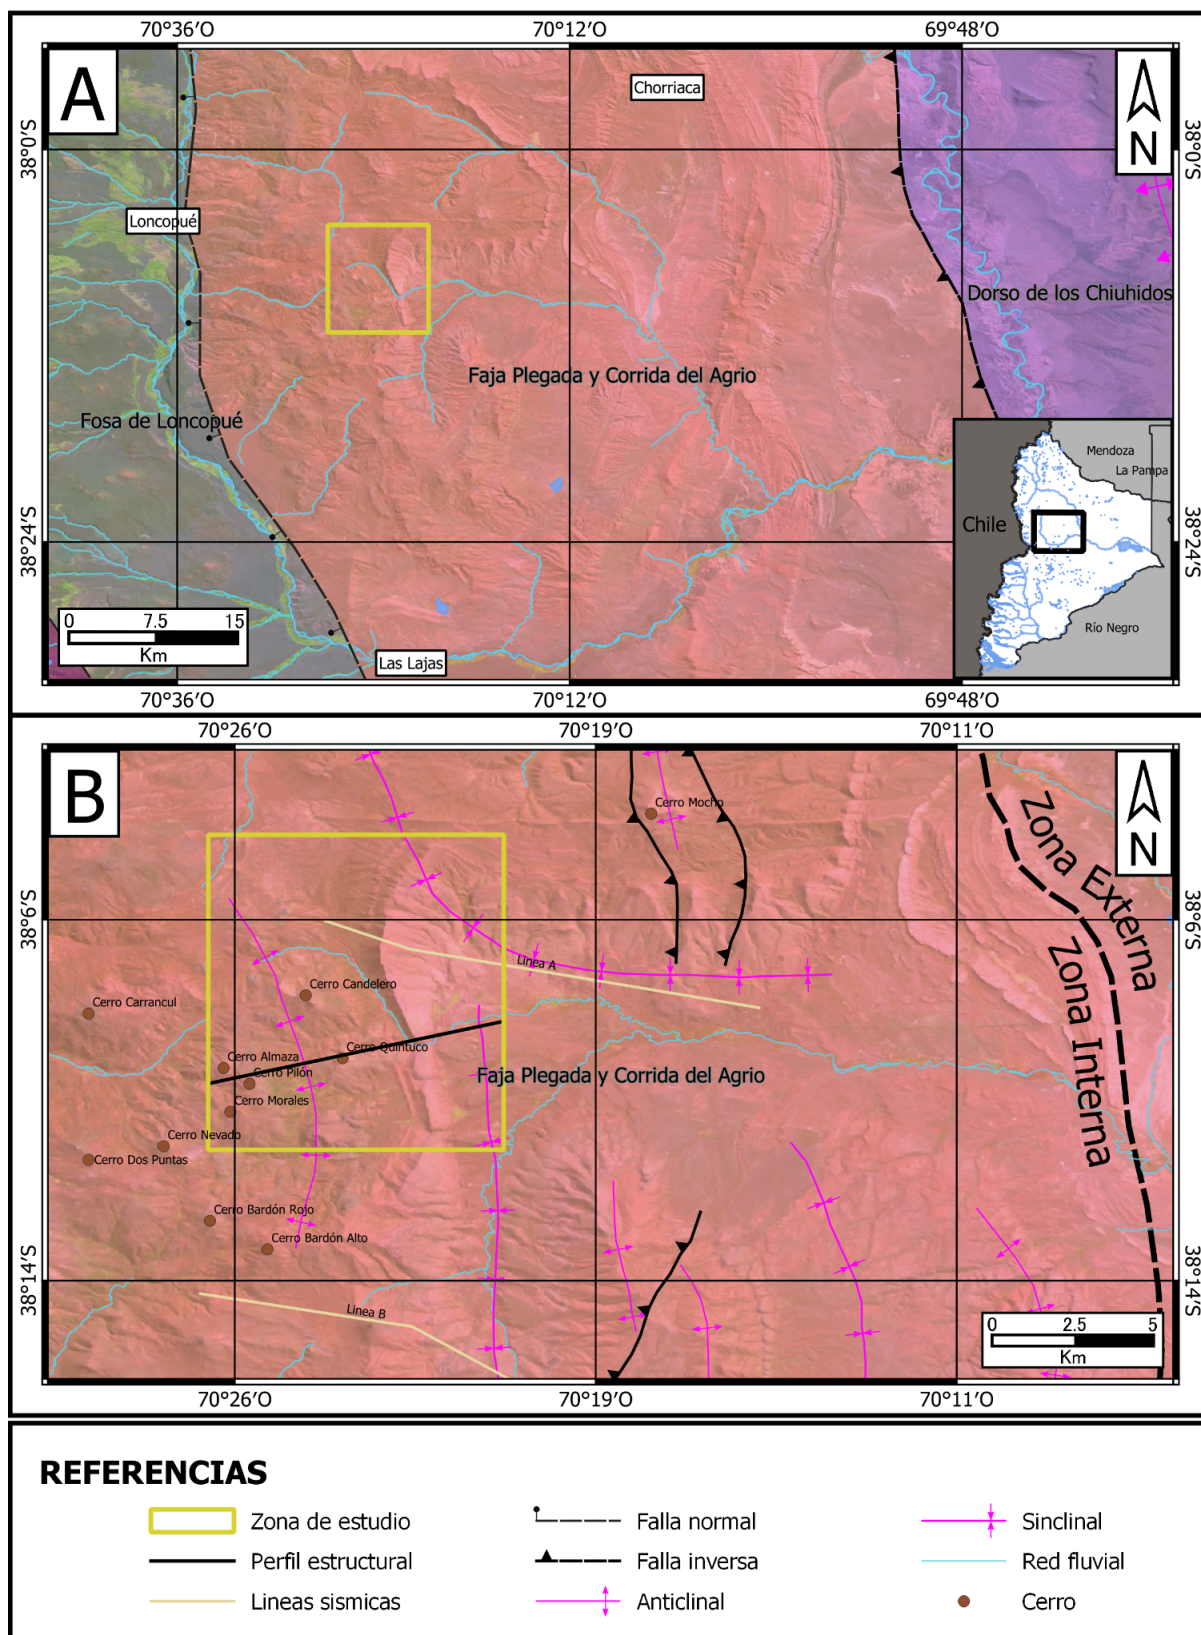 70°36’O 70°12’O 69°48’O
A
N
Chorriaca
38°0’S 38°0’S
Loncopué
Dorso de los Chiuhidos
Faja Plegada y Corrida del Agrio
Fosa de Loncopué
Mendoza
La Pampa
Chile
38°24’S 38°24’S
0 7.5 15
Km
Río Negro
Las Lajas
70°36’O 70°12’O 69°48’O
70°26’O 70°19’O 70°11’O
B
N
Cerro Mocho
Zona Externa
Zona Interna
38°6’S 38°6’S
Linea A
Cerro Candelero
Cerro Carrancul
Cerro Quintuco
Cerro Almaza
Cerro Pilón
Faja Plegada y Corrida del Agrio
Cerro Morales
Cerro Nevado
Cerro Dos Puntas
Cerro Bardón Rojo
Cerro Bardón Alto
38°14’S 38°14’S
Linea B
0 2.5 5
Km
70°26’O 70°19’O 70°11’O
REFERENCIAS
Zona de estudio Falla normal Sinclinal
Perfil estructural Falla inversa Red fluvial
Lineas sismicas Anticlinal Cerro